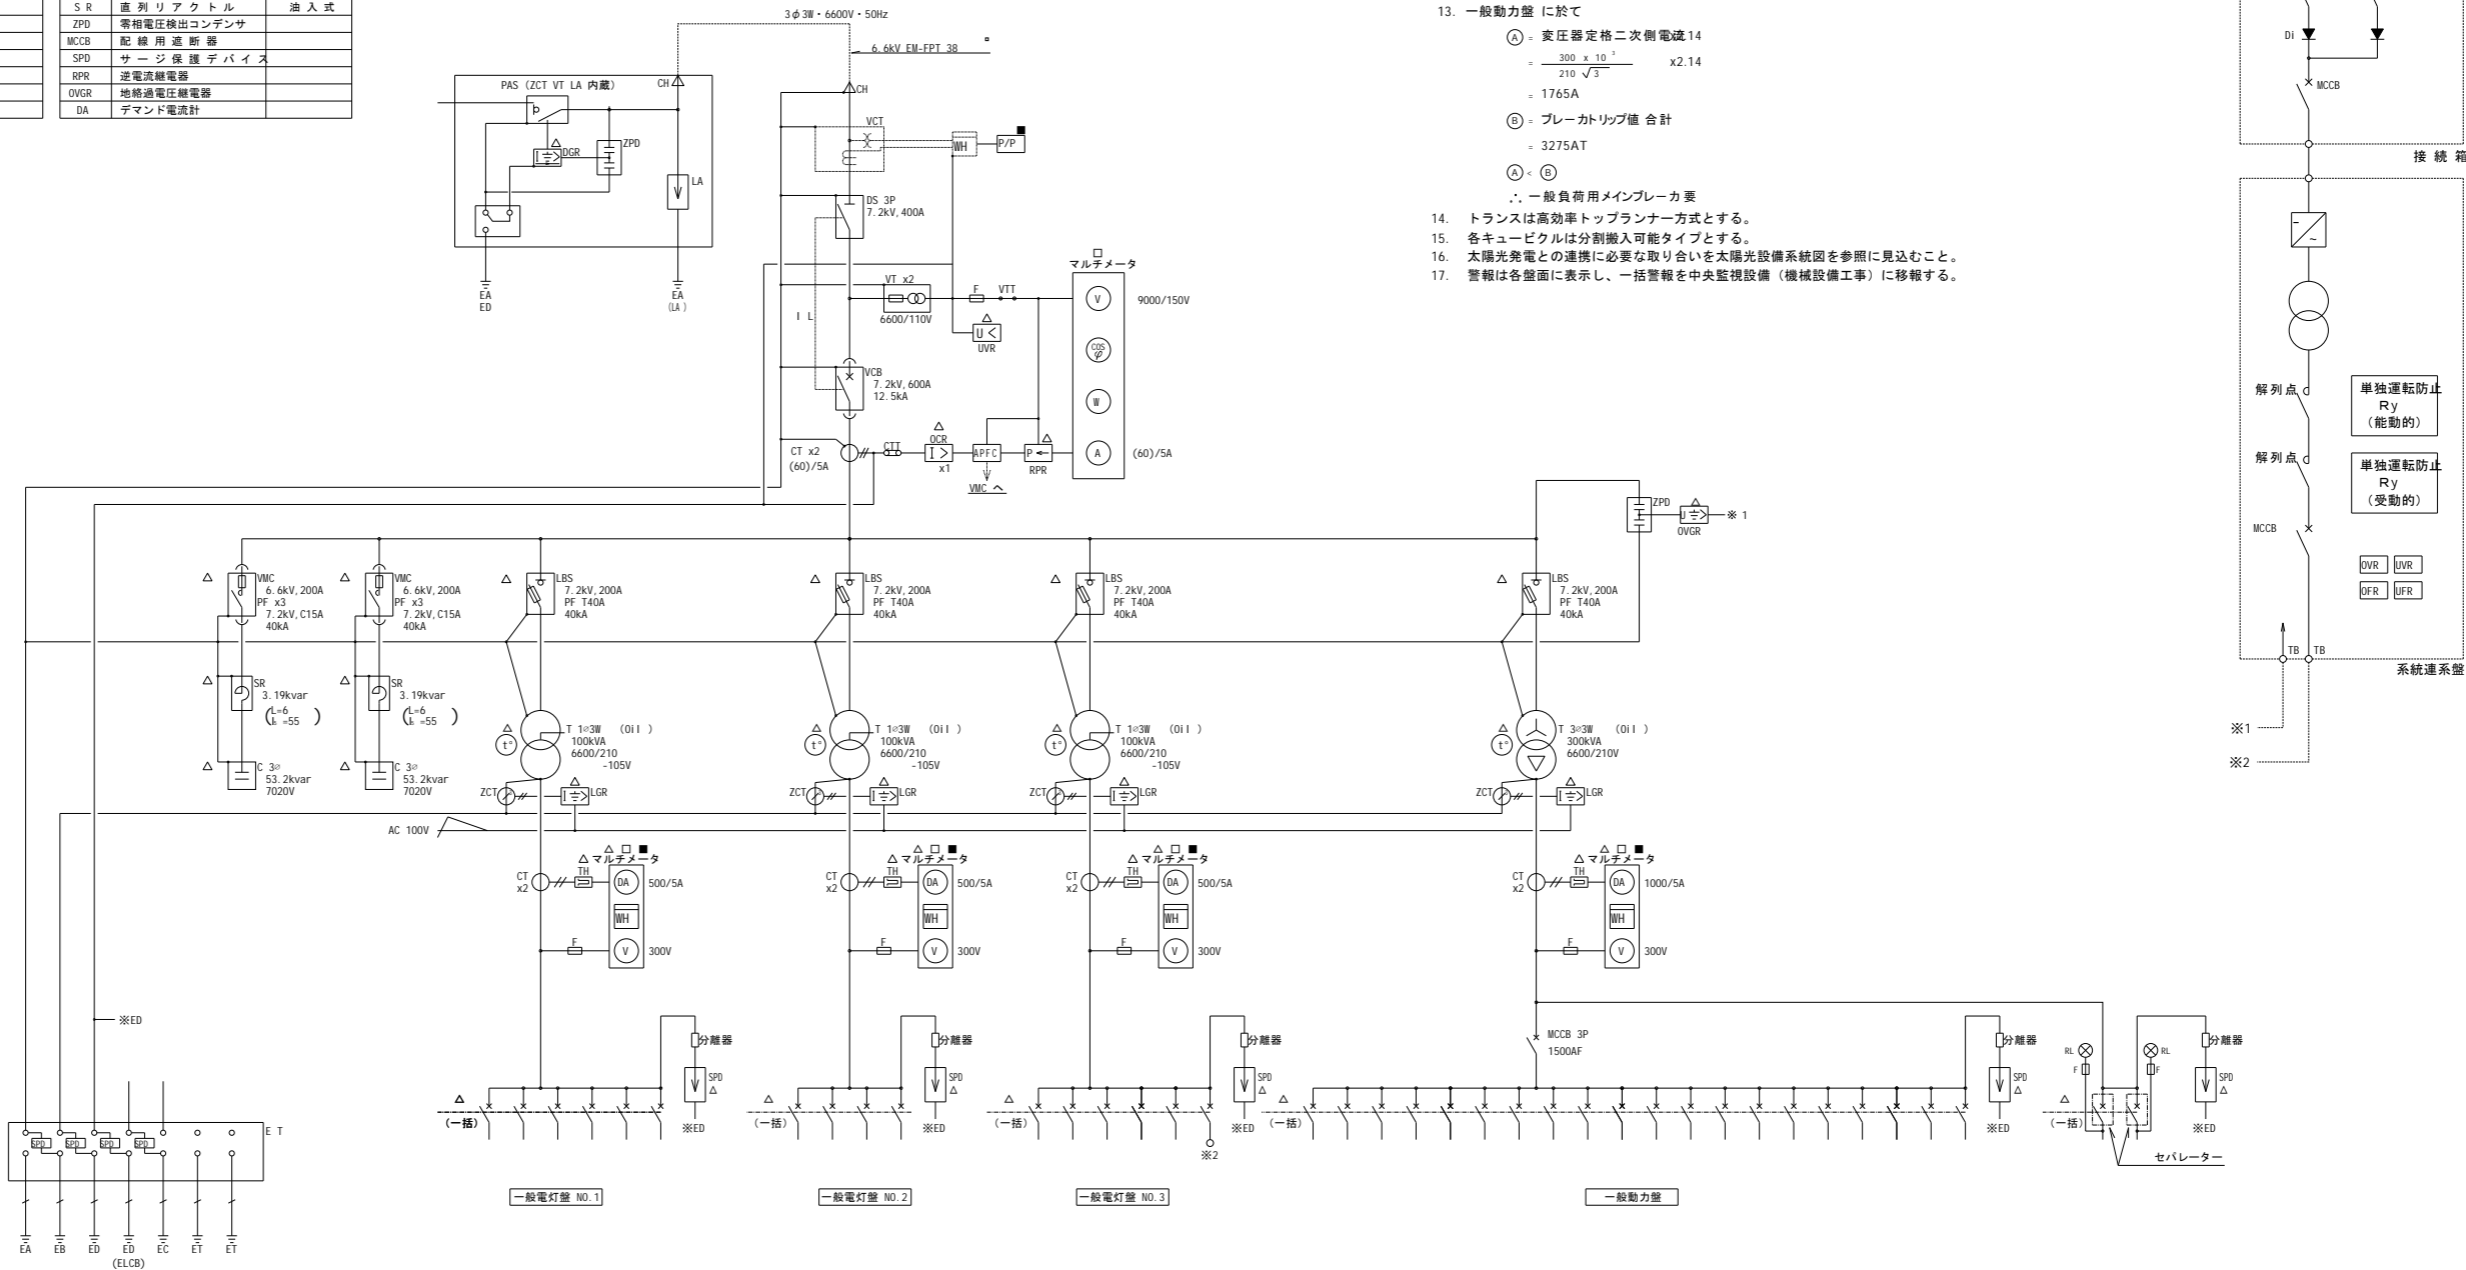 SR 直列リアクトル 油入式
ZPD 零相電圧検出コンデンサ
MCCB 配線用遮断器
SPD サージ保護デバイス
RPR 逆電流継電器
OVGR 地絡過電圧継電器
DA デマンド電流計
3φ3W・6600V・50Hz
6.6kV EM-FPT 38
PAS (ZCT VT LA 内蔵)
CH
DGR
ZPD
LA
EA
ED
EA
(LA)
CH
VCT
WH
P/P
DS 3P
7.2kV,400A
VT x2
6600/110V
F
VTT
U<
UVR
IL
VCB
7.2kV,600A
12.5kA
CT x2
(60)/5A
CTT
OCR
I>
x1
APFC
VMC へ
P←
RPR
マルチメータ
V
9000/150V
COS φ
W
A
(60)/5A
13. 一般動力盤 に於て
Ⓐ = 変圧器定格二次側電流x2.14
= 300 x 10³ / 210 √3 x2.14
= 1765A
Ⓑ = ブレーカトリップ値 合計
= 3275AT
Ⓐ < Ⓑ
∴ 一般負荷用メインブレーカ要
14. トランスは高効率トップランナー方式とする。
15. 各キュービクルは分割搬入可能タイプとする。
16. 太陽光発電との連携に必要な取り合いを太陽光設備系統図を参照に見込むこと。
17. 警報は各盤面に表示し、一括警報を中央監視設備（機械設備工事）に移報する。
Di
MCCB
接続箱
解列点
単独運転防止
Ry
(能動的)
解列点
単独運転防止
Ry
(受動的)
MCCB
OVR UVR
OFR UFR
TB TB
系統連系盤
※1
※2
ZPD
OVGR
※1
VMC
6.6kV,200A
PF x3
7.2kV,C15A
40kA
VMC
6.6kV,200A
PF x3
7.2kV,C15A
40kA
LBS
7.2kV,200A
PF T40A
40kA
LBS
7.2kV,200A
PF T40A
40kA
LBS
7.2kV,200A
PF T40A
40kA
LBS
7.2kV,200A
PF T40A
40kA
SR
3.19kvar
L=6
=55
SR
3.19kvar
L=6
=55
C 3∅
53.2kvar
7020V
C 3∅
53.2kvar
7020V
t°
T 1∅3W (Oil)
100kVA
6600/210
-105V
t°
T 1∅3W (Oil)
100kVA
6600/210
-105V
t°
T 1∅3W (Oil)
100kVA
6600/210
-105V
t°
T 3∅3W (Oil)
300kVA
6600/210V
ZCT LGR
ZCT LGR
ZCT LGR
ZCT LGR
AC 100V
△ □ ■
△マルチメータ
CT
x2
TH
DA 500/5A
WH
F
V 300V
△ □ ■
△マルチメータ
CT
x2
TH
DA 500/5A
WH
F
V 300V
△ □ ■
△マルチメータ
CT
x2
TH
DA 500/5A
WH
F
V 300V
△ □ ■
△マルチメータ
CT
x2
TH
DA 1000/5A
WH
F
V 300V
※ED
MCCB 3P
1500AF
分離器
SPD
△
※ED
(一括)
分離器
SPD
△
※ED
(一括)
分離器
SPD
△
※ED
(一括)
※2
分離器
SPD
△
※ED
(一括)
RL
F
RL
F
分離器
SPD
△
※ED
(一括)
セパレーター
一般電灯盤 NO.1
一般電灯盤 NO.2
一般電灯盤 NO.3
一般動力盤
SPD SPD SPD SPD
E T
EA EB ED ED EC ET ET
(ELCB)